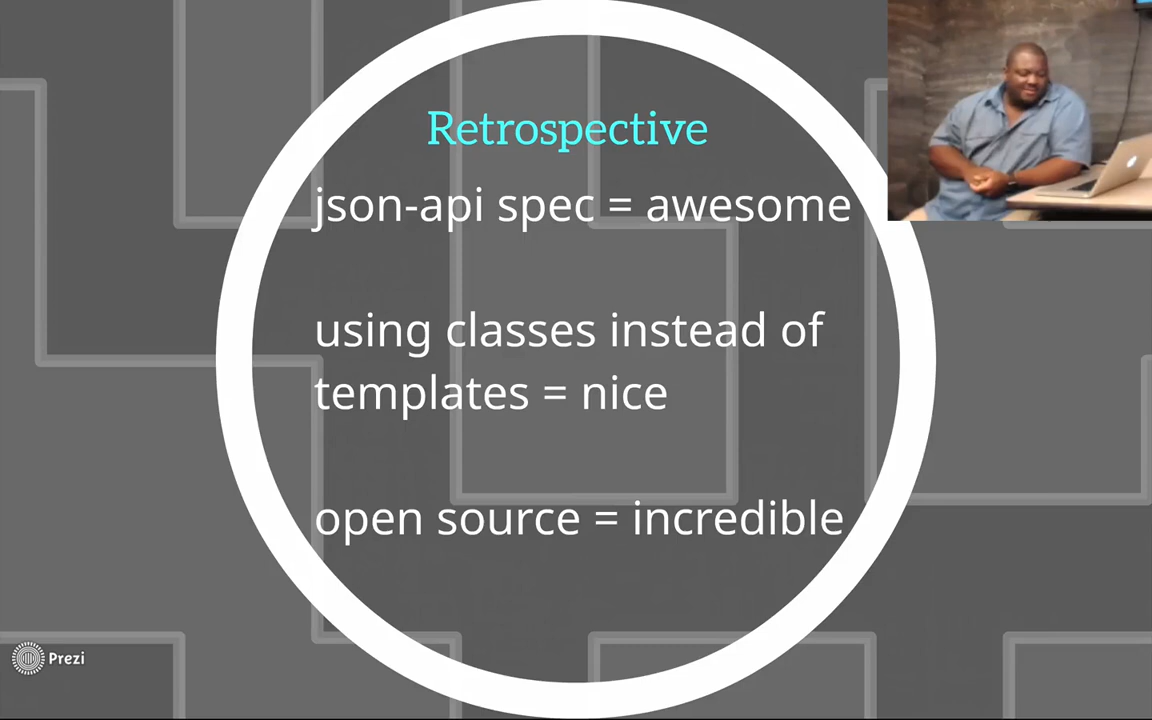 Retrospective
json-api spec = awesome
using classes instead of
templates = nice
open source = incredible
Prezi